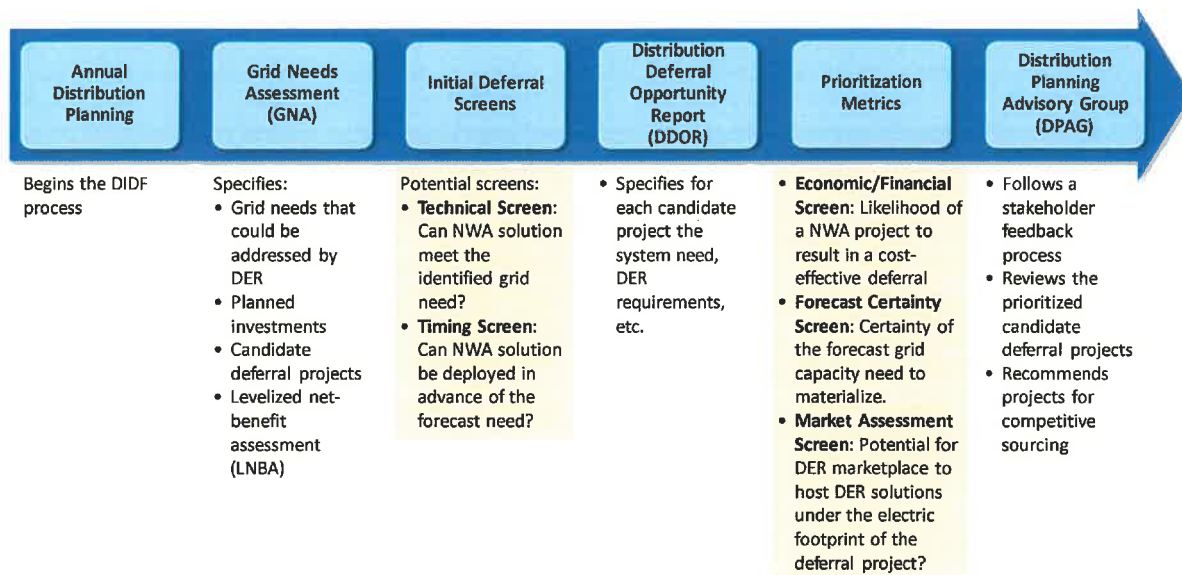 Annual
Distribution
Planning
Grid Needs
Assessment
(GNA)
Initial Deferral
Screens
Distribution
Deferral
Opportunity
Report
(DDOR)
Prioritization
Metrics
Distribution
Planning
Advisory Group
(DPAG)
Begins the DIDF
process
Specifies:
• Grid needs that
could be
addressed by
DER
• Planned
investments
• Candidate
deferral projects
• Levelized net-
benefit
assessment
(LNBA)
Potential screens:
• Technical Screen:
Can NWA solution
meet the
identified grid
need?
• Timing Screen:
Can NWA solution
be deployed in
advance of the
forecast need?
• Specifies for
each candidate
project the
system need,
DER
requirements,
etc.
• Economic/Financial
Screen: Likelihood of
a NWA project to
result in a cost-
effective deferral
• Forecast Certainty
Screen: Certainty of
the forecast grid
capacity need to
materialize.
• Market Assessment
Screen: Potential for
DER marketplace to
host DER solutions
under the electric
footprint of the
deferral project?
• Follows a
stakeholder
feedback
process
• Reviews the
prioritized
candidate
deferral projects
• Recommends
projects for
competitive
sourcing